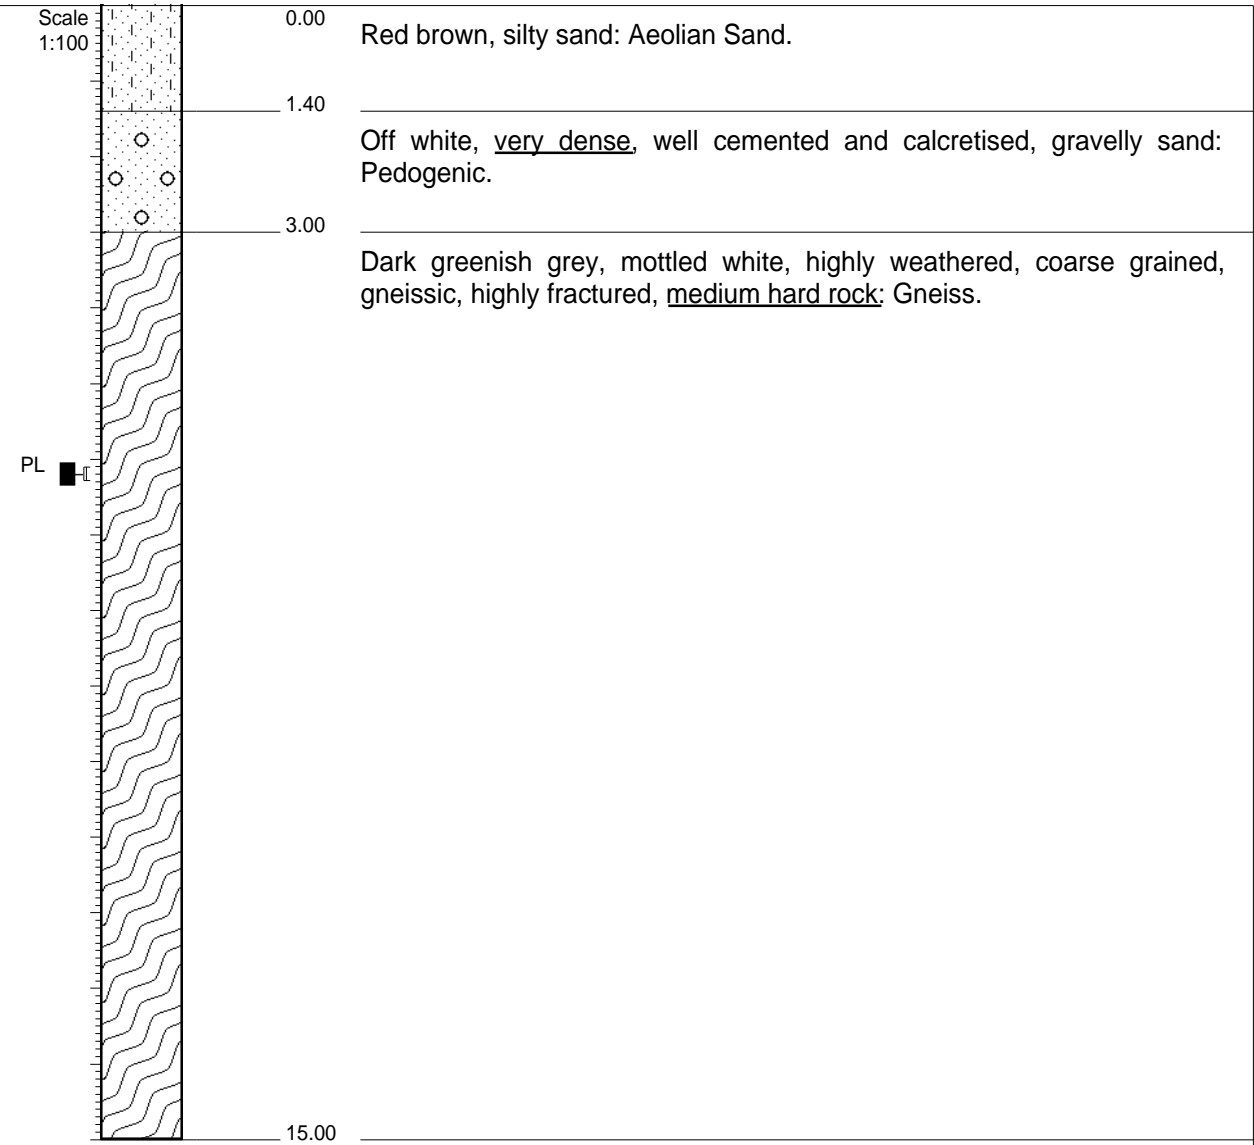 Scale
1:100
0.00
Red brown, silty sand: Aeolian Sand.
1.40
Off white, very dense, well cemented and calcretised, gravelly sand:
Pedogenic.
3.00
Dark greenish grey, mottled white, highly weathered, coarse grained,
gneissic, highly fractured, medium hard rock: Gneiss.
PL
15.00